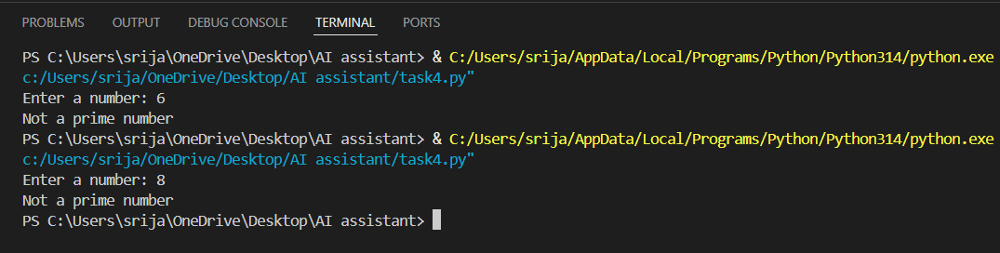 PROBLEMS OUTPUT DEBUG CONSOLE TERMINAL PORTS
PS C:\Users\srija\OneDrive\Desktop\AI assistant> & C:/Users/srija/AppData/Local/Programs/Python/Python314/python.exe
c:/Users/srija/OneDrive/Desktop/AI assistant/task4.py"
Enter a number: 6
Not a prime number
PS C:\Users\srija\OneDrive\Desktop\AI assistant> & C:/Users/srija/AppData/Local/Programs/Python/Python314/python.exe
c:/Users/srija/OneDrive/Desktop/AI assistant/task4.py"
Enter a number: 8
Not a prime number
PS C:\Users\srija\OneDrive\Desktop\AI assistant>